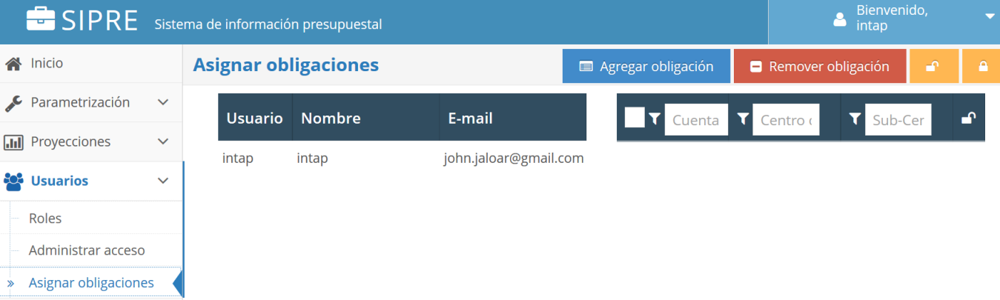 SIPRE Sistema de información presupuestal
Bienvenido,
intap
Inicio
Parametrización
Proyecciones
Usuarios
Roles
Administrar acceso
Asignar obligaciones
Asignar obligaciones
Agregar obligación
Remover obligación
Usuario Nombre E-mail
intap intap john.jaloar@gmail.com
Cuenta Centro Sub-Cer